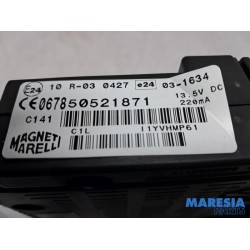 E24
10 R-03 0427
e24
03-1634
CE0678 50521871
13.5V DC
220mA
C141
C1L
I1YVHMP61
MAGNETI
MARELLI
MARESIA
PARTS